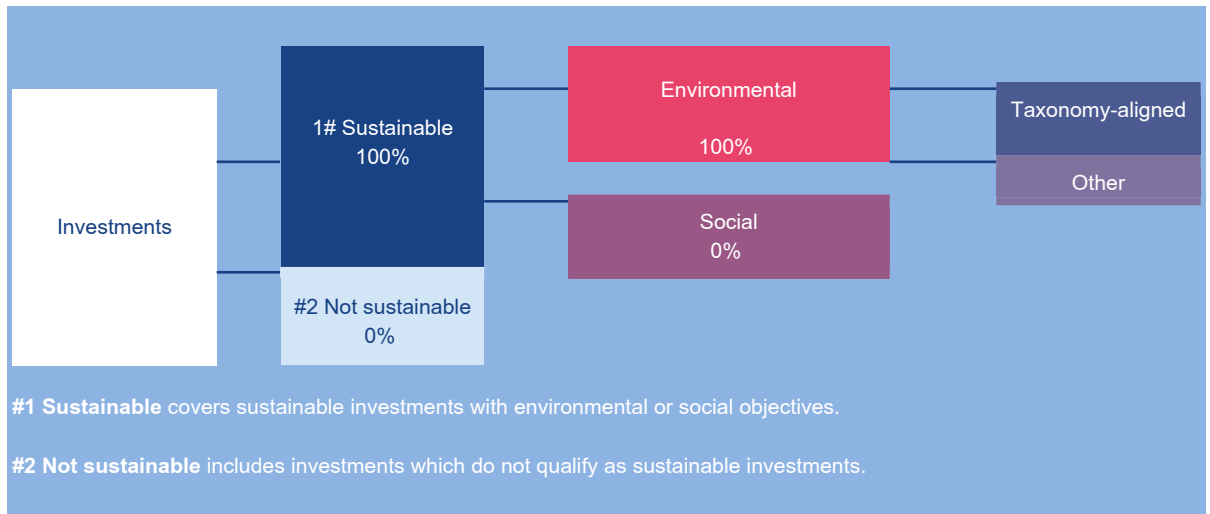 Investments
1# Sustainable
100%
#2 Not sustainable
0%
Environmental
100%
Social
0%
Taxonomy-aligned
Other
#1 Sustainable covers sustainable investments with environmental or social objectives.
#2 Not sustainable includes investments which do not qualify as sustainable investments.